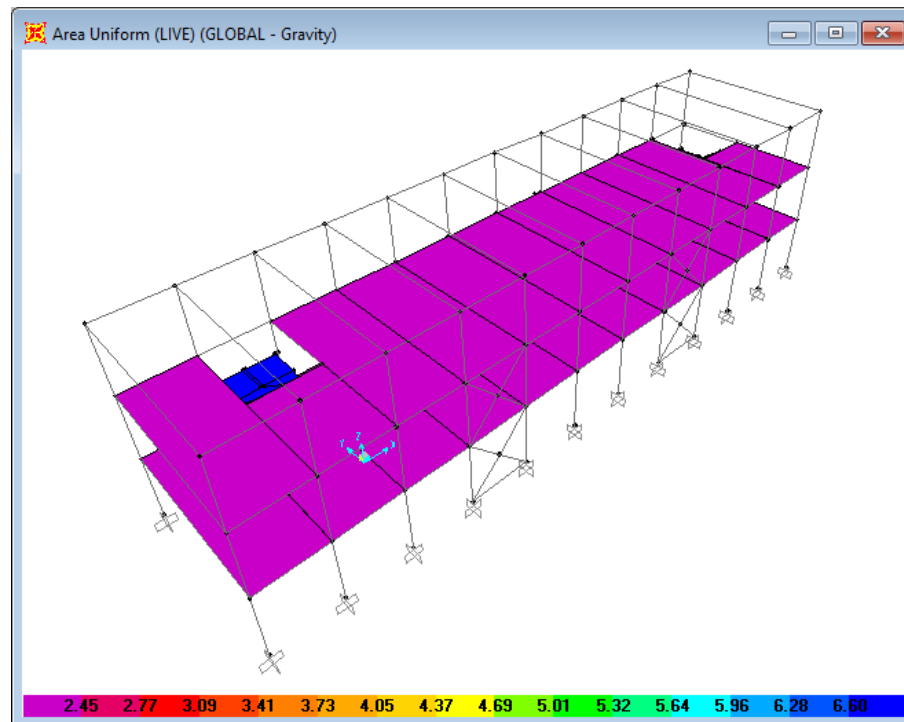 Area Uniform (LIVE) (GLOBAL - Gravity)
Z
Y
X
2.45 2.77 3.09 3.41 3.73 4.05 4.37 4.69 5.01 5.32 5.64 5.96 6.28 6.60